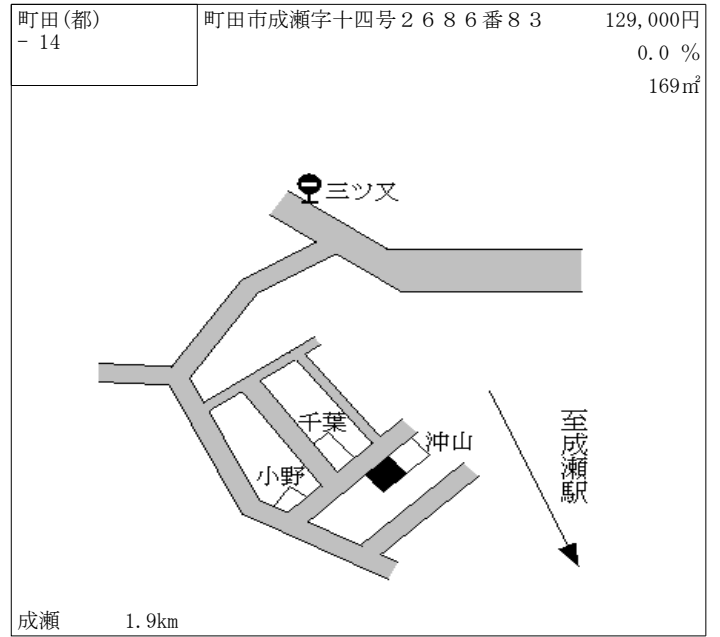 町田(都)
- 14
町田市成瀬字十四号２６８６番８３
129,000円
0.0 %
169㎡
三ツ又
千葉
沖山
小野
至成瀬駅
成瀬 1.9km